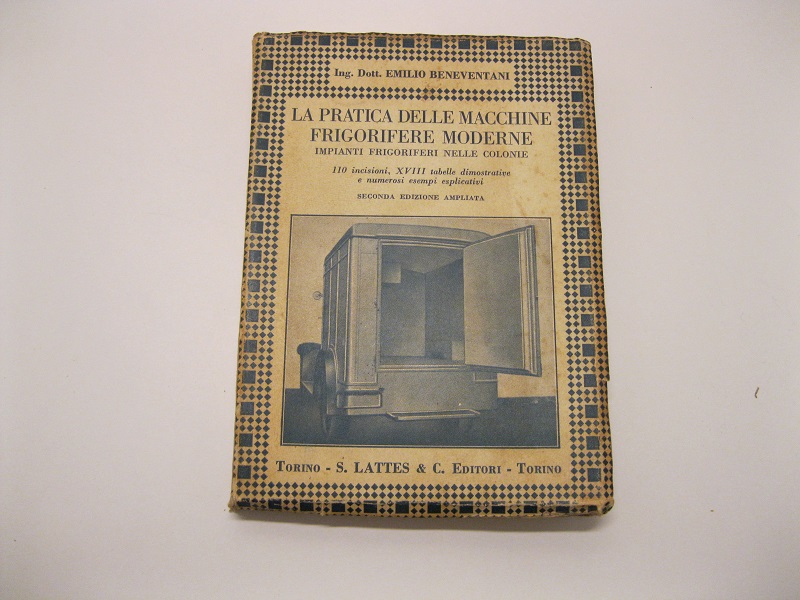 Ing. Dott. EMILIO BENEVENTANI
LA PRATICA DELLE MACCHINE
FRIGORIFERE MODERNE
IMPIANTI FRIGORIFERI NELLE COLONIE
110 incisioni, XVIII tabelle dimostrative
e numerosi esempi esplicativi
SECONDA EDIZIONE AMPLIATA
TORINO - S. LATTES & C. EDITORI - TORINO